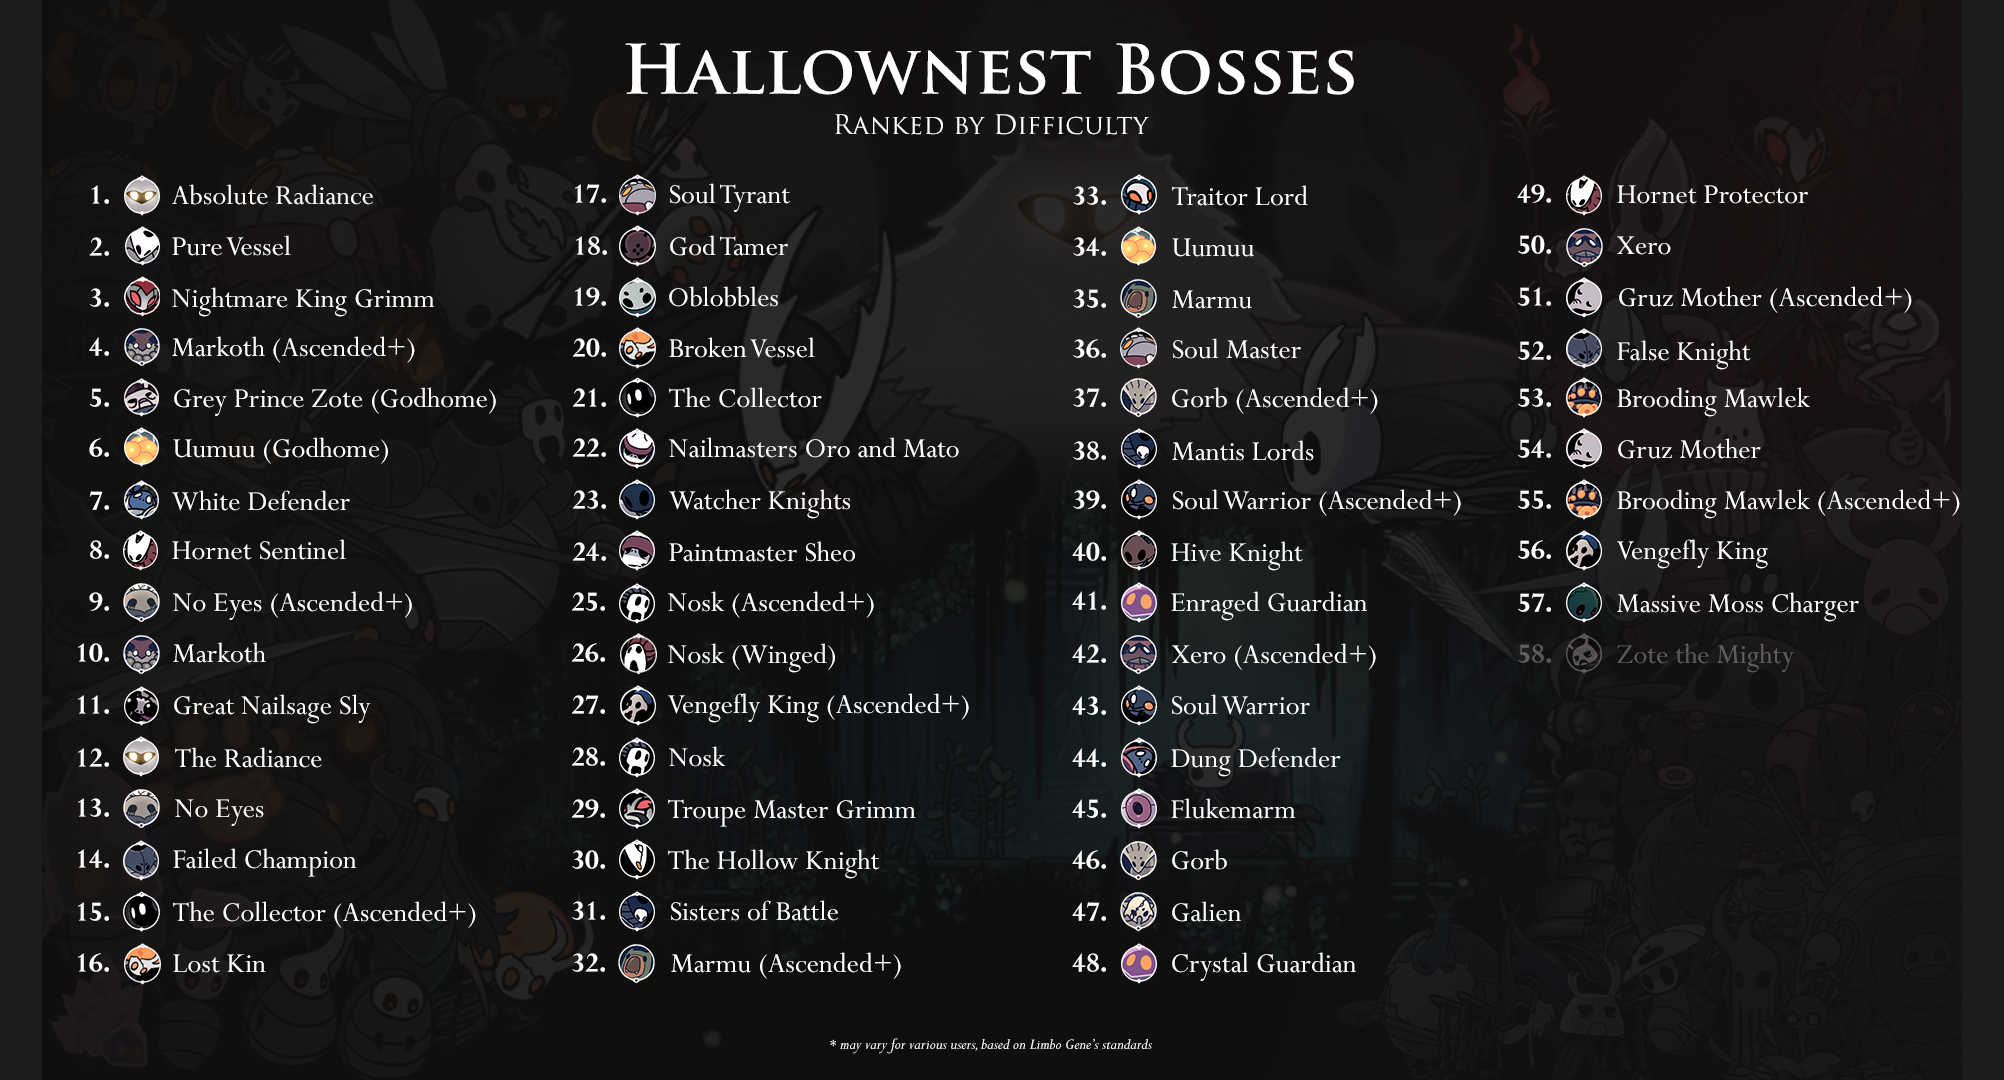 Hallownest Bosses
Ranked by Difficulty
1. Absolute Radiance
2. Pure Vessel
3. Nightmare King Grimm
4. Markoth (Ascended+)
5. Grey Prince Zote (Godhome)
6. Uumuu (Godhome)
7. White Defender
8. Hornet Sentinel
9. No Eyes (Ascended+)
10. Markoth
11. Great Nailsage Sly
12. The Radiance
13. No Eyes
14. Failed Champion
15. The Collector (Ascended+)
16. Lost Kin
17. Soul Tyrant
18. God Tamer
19. Oblobbles
20. Broken Vessel
21. The Collector
22. Nailmasters Oro and Mato
23. Watcher Knights
24. Paintmaster Sheo
25. Nosk (Ascended+)
26. Nosk (Winged)
27. Vengefly King (Ascended+)
28. Nosk
29. Troupe Master Grimm
30. The Hollow Knight
31. Sisters of Battle
32. Marmu (Ascended+)
33. Traitor Lord
34. Uumuu
35. Marmu
36. Soul Master
37. Gorb (Ascended+)
38. Mantis Lords
39. Soul Warrior (Ascended+)
40. Hive Knight
41. Enraged Guardian
42. Xero (Ascended+)
43. Soul Warrior
44. Dung Defender
45. Flukemarm
46. Gorb
47. Galien
48. Crystal Guardian
49. Hornet Protector
50. Xero
51. Gruz Mother (Ascended+)
52. False Knight
53. Brooding Mawlek
54. Gruz Mother
55. Brooding Mawlek (Ascended+)
56. Vengefly King
57. Massive Moss Charger
58. Zote the Mighty
* may vary for various users, based on Limbo Gene's standards